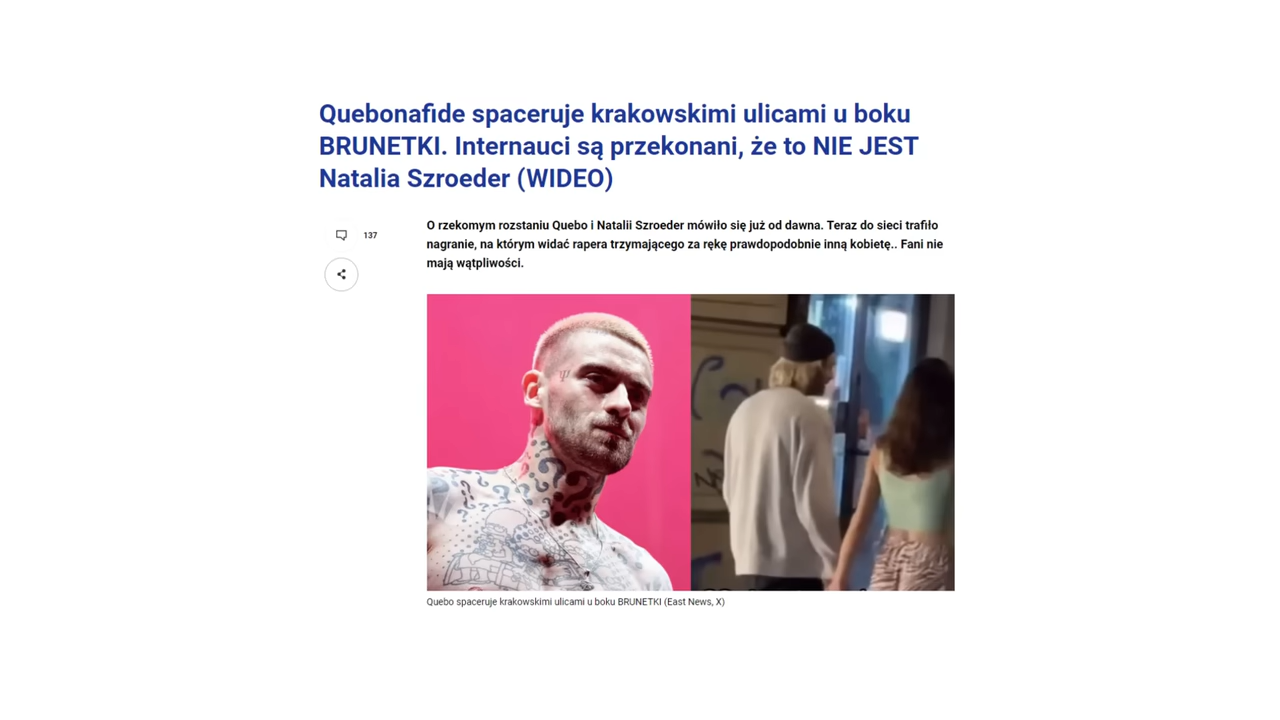 Quebonafide spaceruje krakowskimi ulicami u boku
BRUNETKI. Internauci są przekonani, że to NIE JEST
Natalia Szroeder (WIDEO)
137
O rzekomym rozstaniu Quebo i Natalii Szroeder mówiło się już od dawna. Teraz do sieci trafiło
nagranie, na którym widać rapera trzymającego za rękę prawdopodobnie inną kobietę.. Fani nie
mają wątpliwości.
Quebo spaceruje krakowskimi ulicami u boku BRUNETKI (East News, X)